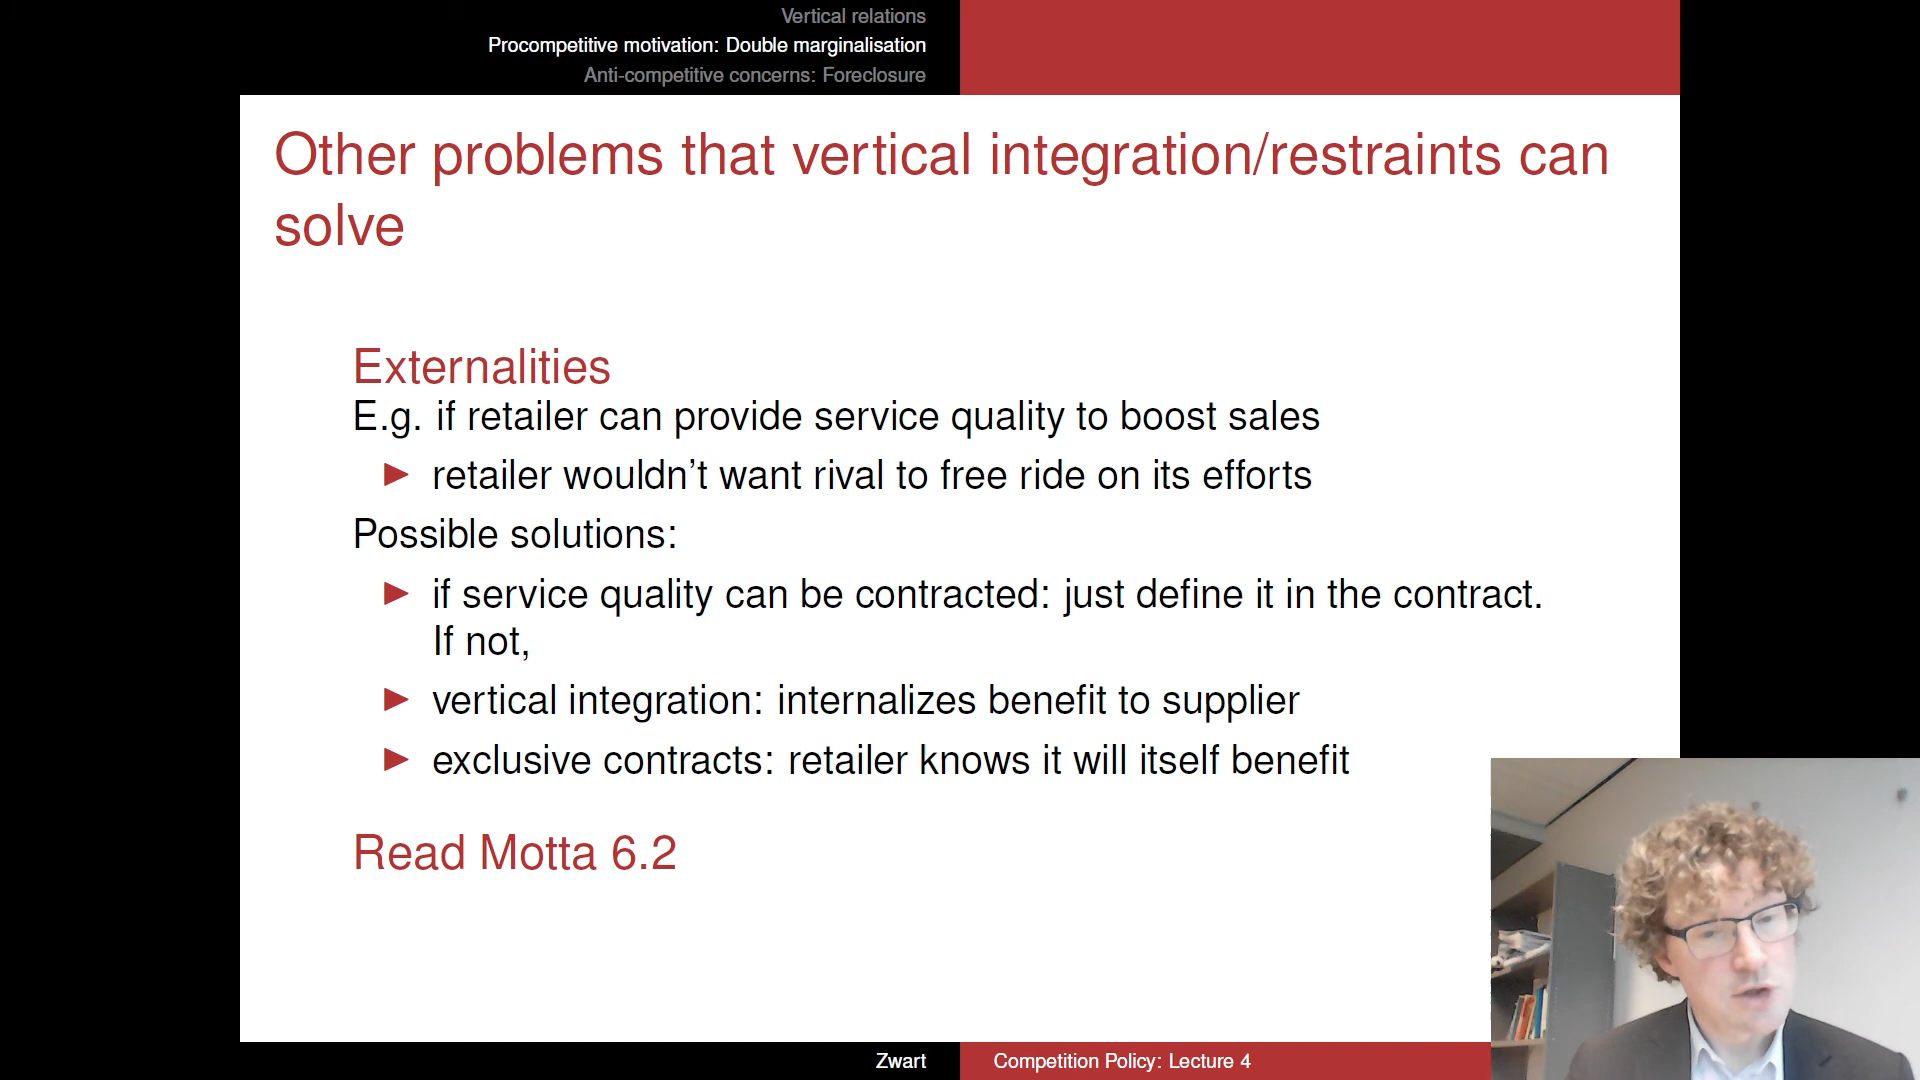 Vertical relations
Procompetitive motivation: Double marginalisation
Anti-competitive concerns: Foreclosure
Other problems that vertical integration/restraints can
solve
Externalities
E.g. if retailer can provide service quality to boost sales
retailer wouldn't want rival to free ride on its efforts
Possible solutions:
if service quality can be contracted: just define it in the contract.
If not,
vertical integration: internalizes benefit to supplier
exclusive contracts: retailer knows it will itself benefit
Read Motta 6.2
Zwart
Competition Policy: Lecture 4